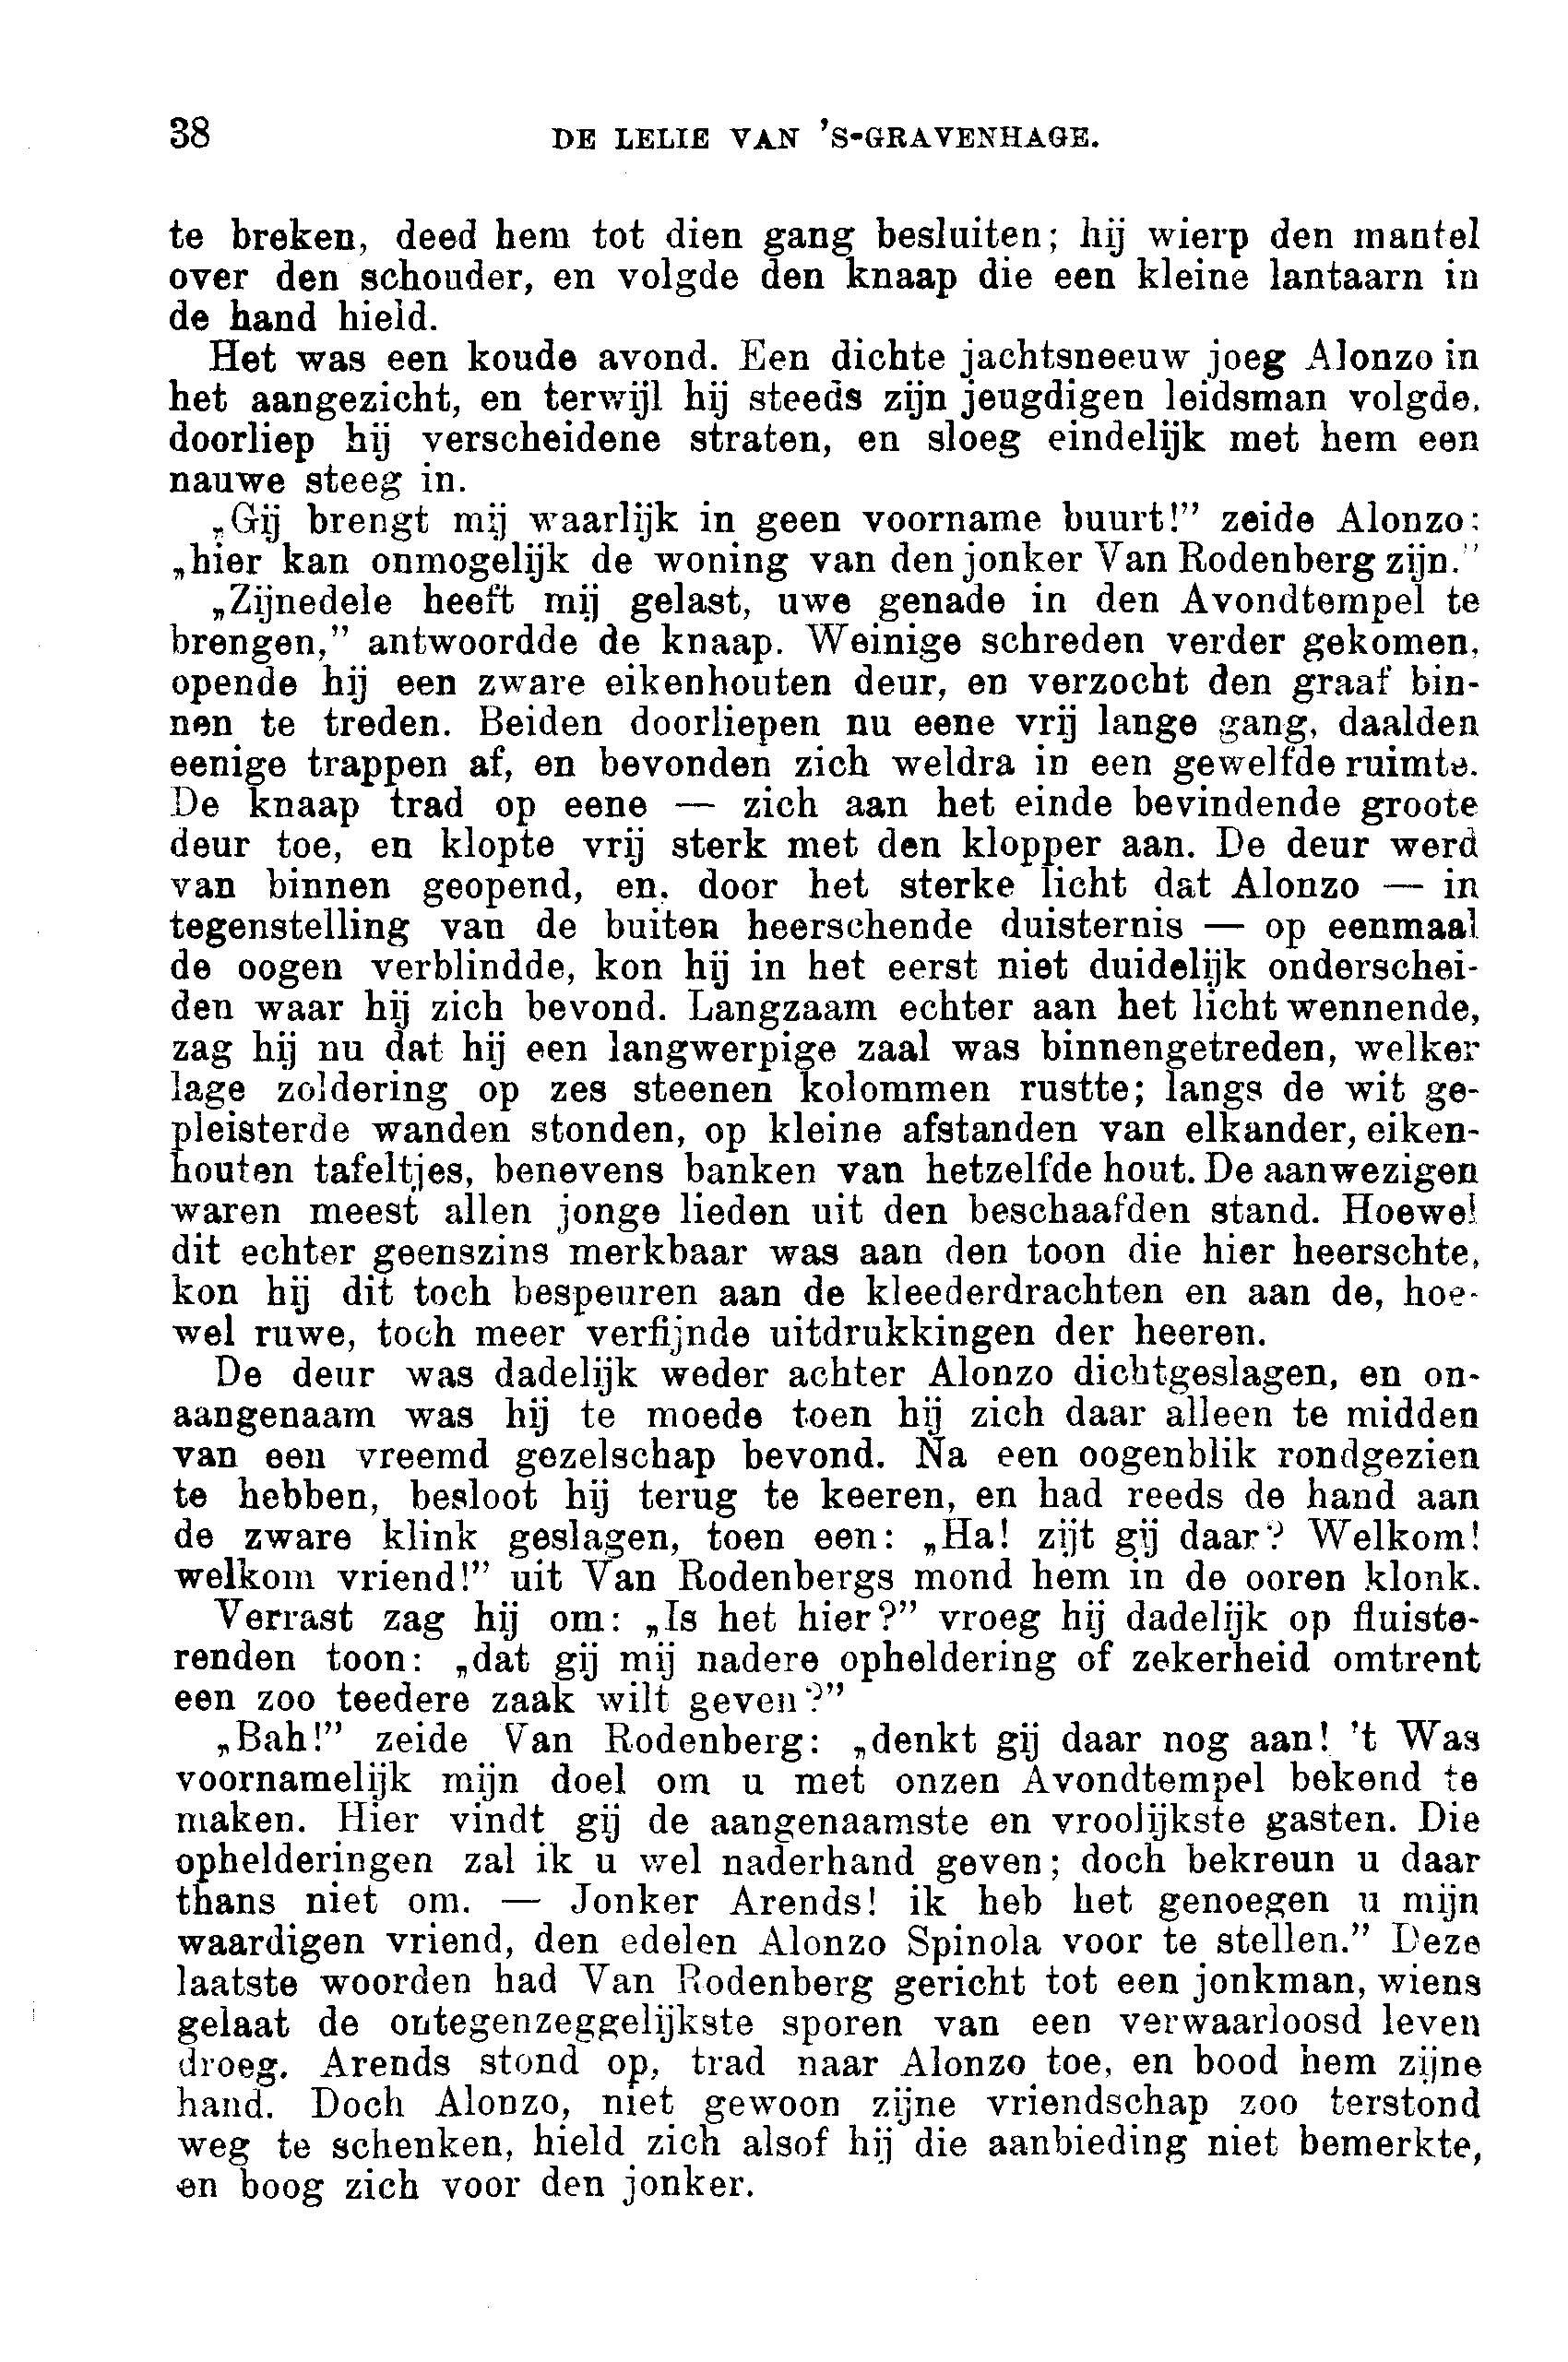 38 DE LELIE VAN 'S-GRAVENHAGE.
te breken, deed hem tot dien gang besluiten; hij wierp den mantel
over den schouder, en volgde den knaap die een kleine lantaarn in
de hand hield.
Het was een koude avond. Een dichte jachtsneeuw joeg Alonzo in
het aangezicht, en terwijl hij steeds zijn jeugdigen leidsman volgde,
doorliep hij verscheidene straten, en sloeg eindelijk met hem een
nauwe steeg in.
„Gij brengt mij waarlijk in geen voorname buurt!” zeide Alonzo:
„hier kan onmogelijk de woning van den jonker Van Rodenberg zijn.”
„Zijnedele heeft mij gelast, uwe genade in den Avondtempel te
brengen,” antwoordde de knaap. Weinige schreden verder gekomen,
opende hij een zware eikenhouten deur, en verzocht den graaf bin-
nen te treden. Beiden doorliepen nu eene vrij lange gang, daalden
eenige trappen af, en bevonden zich weldra in een gewelfde ruimte.
De knaap trad op eene — zich aan het einde bevindende groote
deur toe, en klopte vrij sterk met den klopper aan. De deur werd
van binnen geopend, en, door het sterke licht dat Alonzo — in
tegenstelling van de buiten heerschende duisternis — op eenmaal
de oogen verblindde, kon hij in het eerst niet duidelijk onderschei-
den waar hij zich bevond. Langzaam echter aan het licht wennende,
zag hij nu dat hij een langwerpige zaal was binnengetreden, welker
lage zoldering op zes steenen kolommen rustte; langs de wit ge-
pleisterde wanden stonden, op kleine afstanden van elkander, eiken-
houten tafeltjes, benevens banken van hetzelfde hout. De aanwezigen
waren meest allen jonge lieden uit den beschaafden stand. Hoewel
dit echter geenszins merkbaar was aan den toon die hier heerschte,
kon hij dit toch bespeuren aan de kleederdrachten en aan de, hoe-
wel ruwe, toch meer verfijnde uitdrukkingen der heeren.
De deur was dadelijk weder achter Alonzo dichtgeslagen, en on-
aangenaam was hij te moede toen hij zich daar alleen te midden
van een vreemd gezelschap bevond. Na een oogenblik rondgezien
te hebben, besloot hij terug te keeren, en had reeds de hand aan
de zware klink geslagen, toen een: „Ha! zijt gij daar? Welkom!
welkom vriend!” uit Van Rodenbergs mond hem in de ooren klonk.
Verrast zag hij om: „Is het hier?” vroeg hij dadelijk op fluiste-
renden toon: „dat gij mij nadere opheldering of zekerheid omtrent
een zoo teedere zaak wilt geven?”
„Bah!” zeide Van Rodenberg: „denkt gij daar nog aan! 't Was
voornamelijk mijn doel om u met onzen Avondtempel bekend te
maken. Hier vindt gij de aangenaamste en vroolijkste gasten. Die
ophelderingen zal ik u wel naderhand geven; doch bekreun u daar
thans niet om. — Jonker Arends! ik heb het genoegen u mijn
waardigen vriend, den edelen Alonzo Spinola voor te stellen.” Deze
laatste woorden had Van Rodenberg gericht tot een jonkman, wiens
gelaat de ontegenzeggelijkste sporen van een verwaarloosd leven
droeg. Arends stond op, trad naar Alonzo toe, en bood hem zijne
hand. Doch Alonzo, niet gewoon zijne vriendschap zoo terstond
weg te schenken, hield zich alsof hij die aanbieding niet bemerkte,
en boog zich voor den jonker.